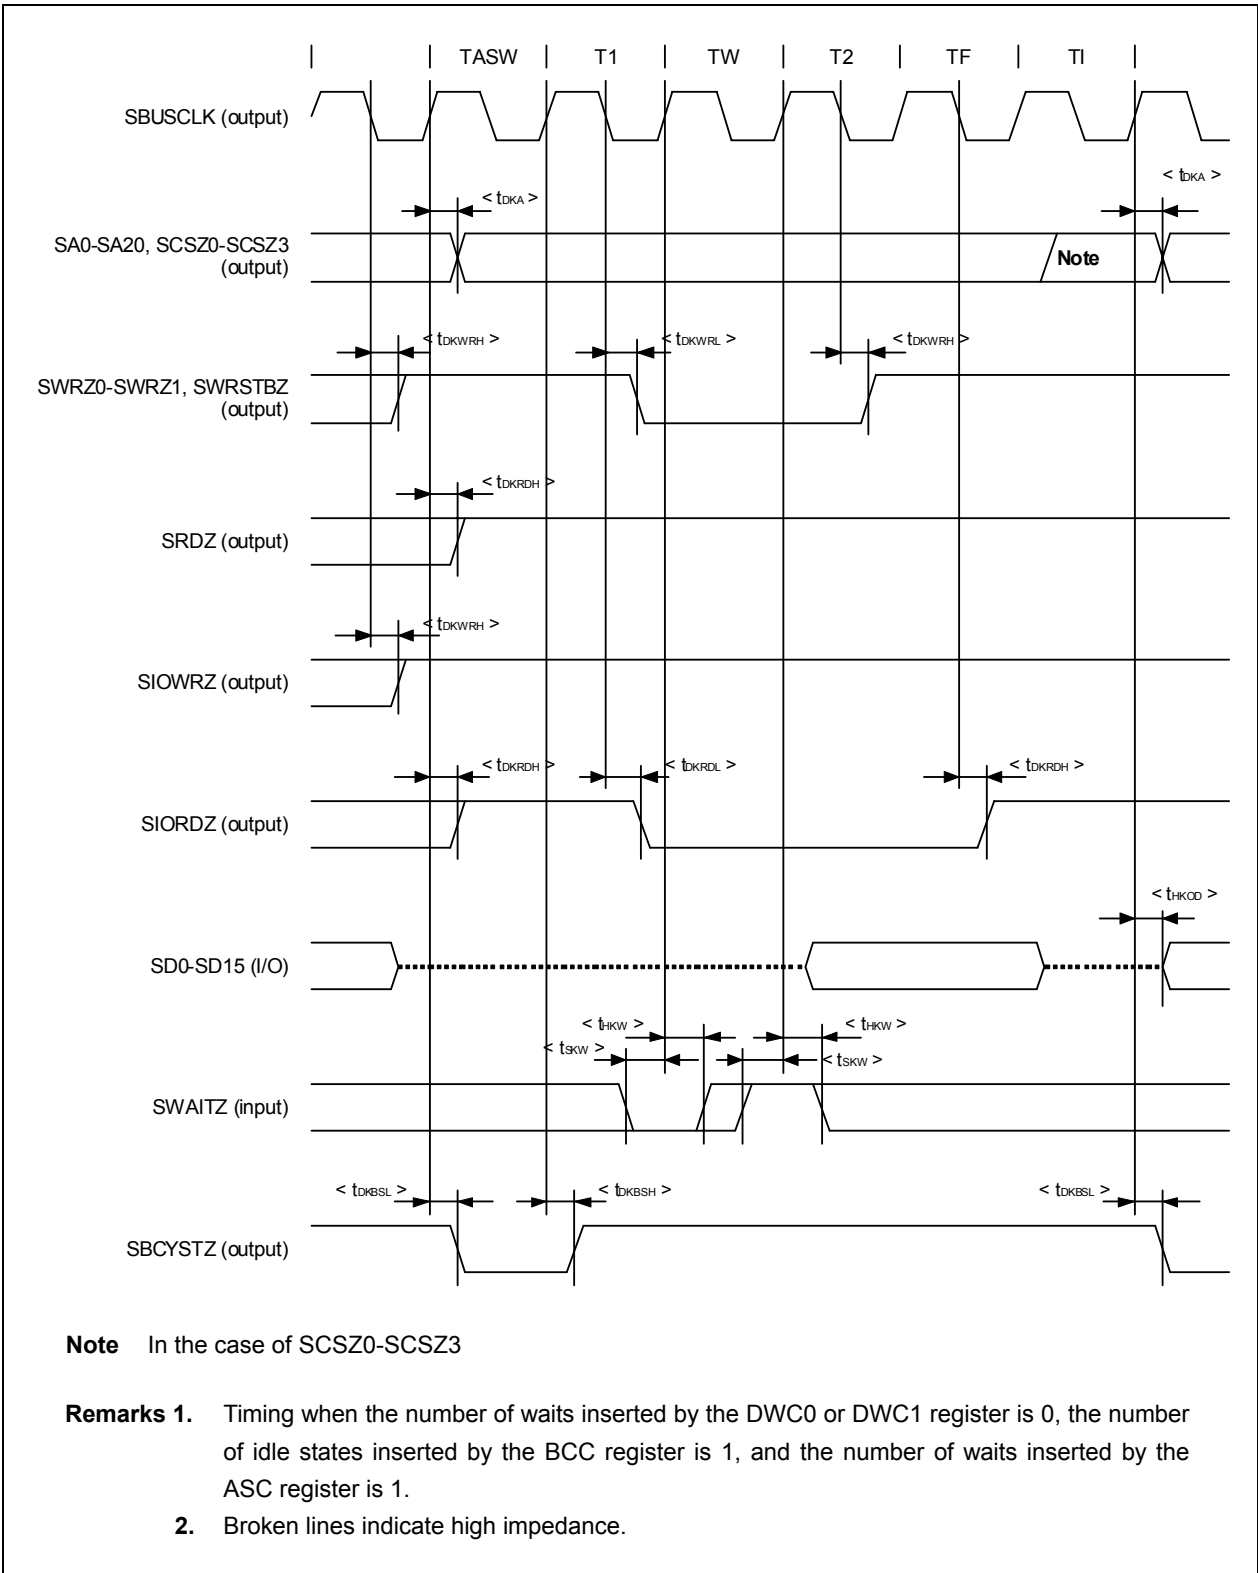 TASW T1 TW T2 TF TI
SBUSCLK (output)
< tDKA > < tDKA >
SA0-SA20, SCSZ0-SCSZ3
(output)
Note
< tDKWRH > < tDKWRL > < tDKWRH >
SWRZ0-SWRZ1, SWRSTBZ
(output)
< tDKRDH >
SRDZ (output)
< tDKWRH >
SIOWRZ (output)
< tDKRDH > < tDKRDL > < tDKRDH >
SIORDZ (output)
< tHKOD >
SD0-SD15 (I/O)
< tHKW > < tHKW >
< tSKW > < tSKW >
SWAITZ (input)
< tDKBSL > < tDKBSH > < tDKBSL >
SBCYSTZ (output)
Note In the case of SCSZ0-SCSZ3
Remarks 1. Timing when the number of waits inserted by the DWC0 or DWC1 register is 0, the number
of idle states inserted by the BCC register is 1, and the number of waits inserted by the
ASC register is 1.
2. Broken lines indicate high impedance.